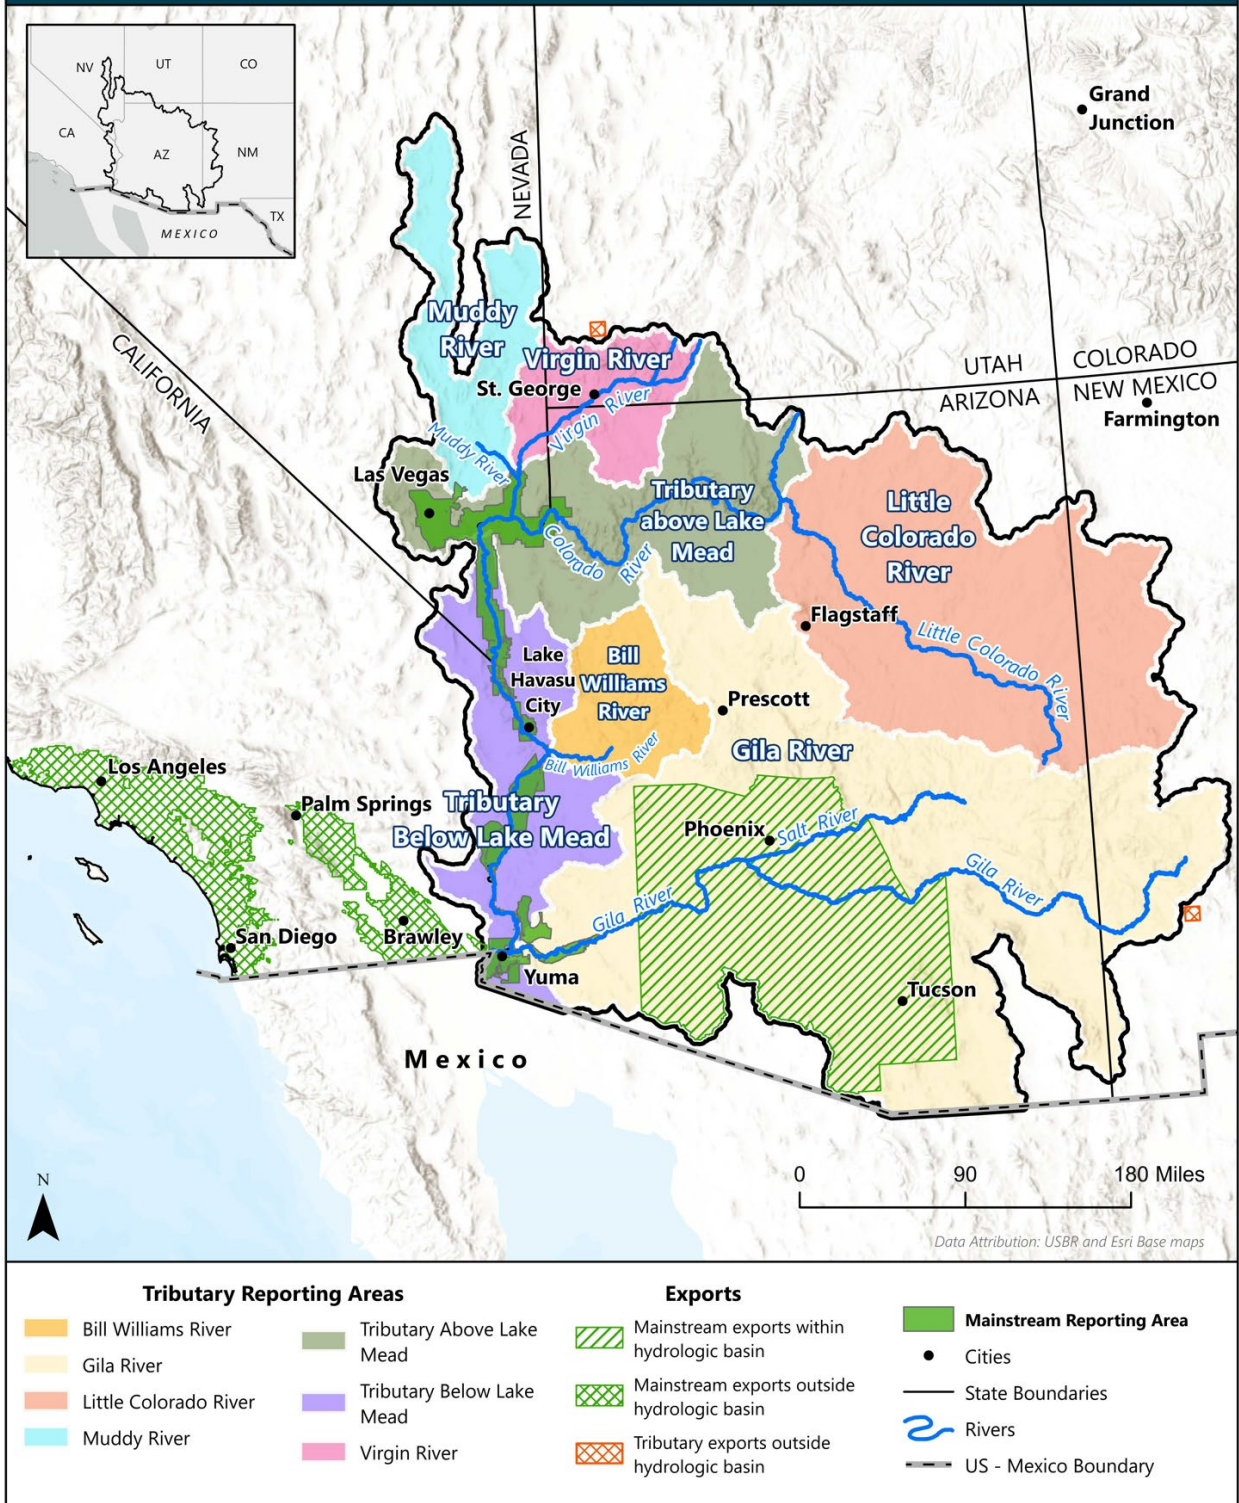 NV
UT
CO
CA
AZ
NM
TX
MEXICO
Grand
Junction
NEVADA
CALIFORNIA
Muddy
River
Virgin River
St. George
Virgin River
UTAH
COLORADO
ARIZONA
NEW MEXICO
Farmington
Muddy River
Las Vegas
Tributary
above Lake
Mead
Little
Colorado
River
Colorado River
Flagstaff
Little Colorado River
Lake
Havasu
City
Bill
Williams
River
Prescott
Gila River
Bill Williams River
Los Angeles
Palm Springs
Tributary
Below Lake Mead
Phoenix
Salt River
Gila River
Gila River
San Diego
Brawley
Yuma
Tucson
Mexico
N
0 90 180 Miles
Data Attribution: USBR and Esri Base maps
Tributary Reporting Areas
Bill Williams River
Gila River
Little Colorado River
Muddy River
Tributary Above Lake
Mead
Tributary Below Lake
Mead
Virgin River
Exports
Mainstream exports within
hydrologic basin
Mainstream exports outside
hydrologic basin
Tributary exports outside
hydrologic basin
Mainstream Reporting Area
Cities
State Boundaries
Rivers
US - Mexico Boundary